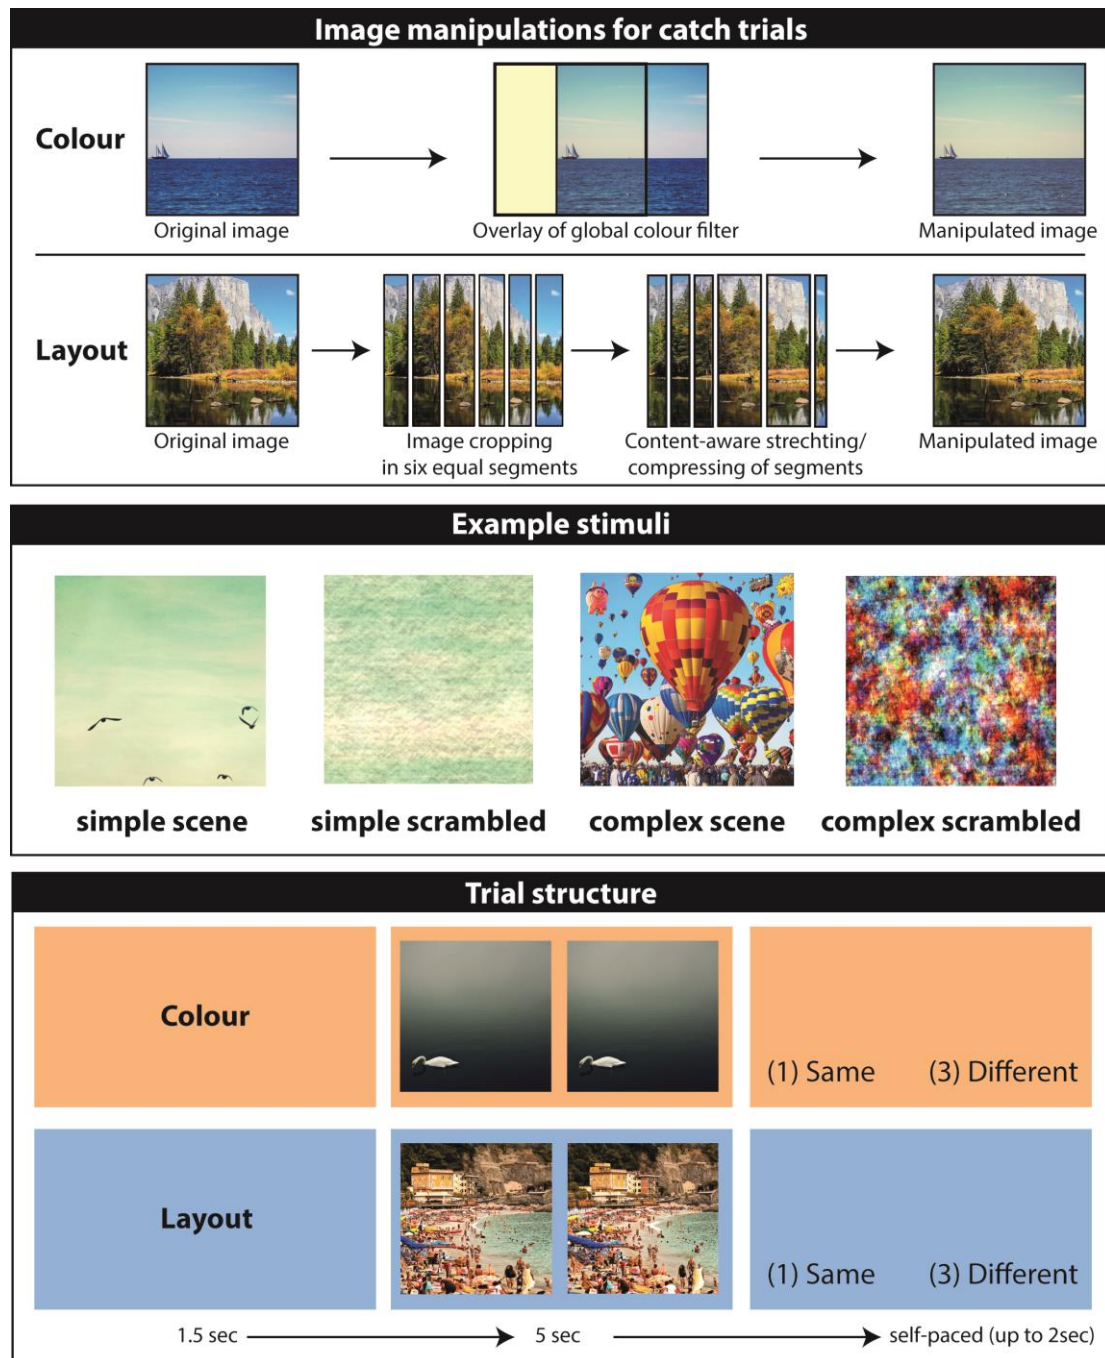 Image manipulations for catch trials
Colour
Original image
Overlay of global colour filter
Manipulated image
Layout
Original image
Image cropping
in six equal segments
Content-aware strechting/
compressing of segments
Manipulated image
Example stimuli
simple scene
simple scrambled
complex scene
complex scrambled
Trial structure
Colour
(1) Same
(3) Different
Layout
(1) Same
(3) Different
1.5 sec
5 sec
self-paced (up to 2sec)